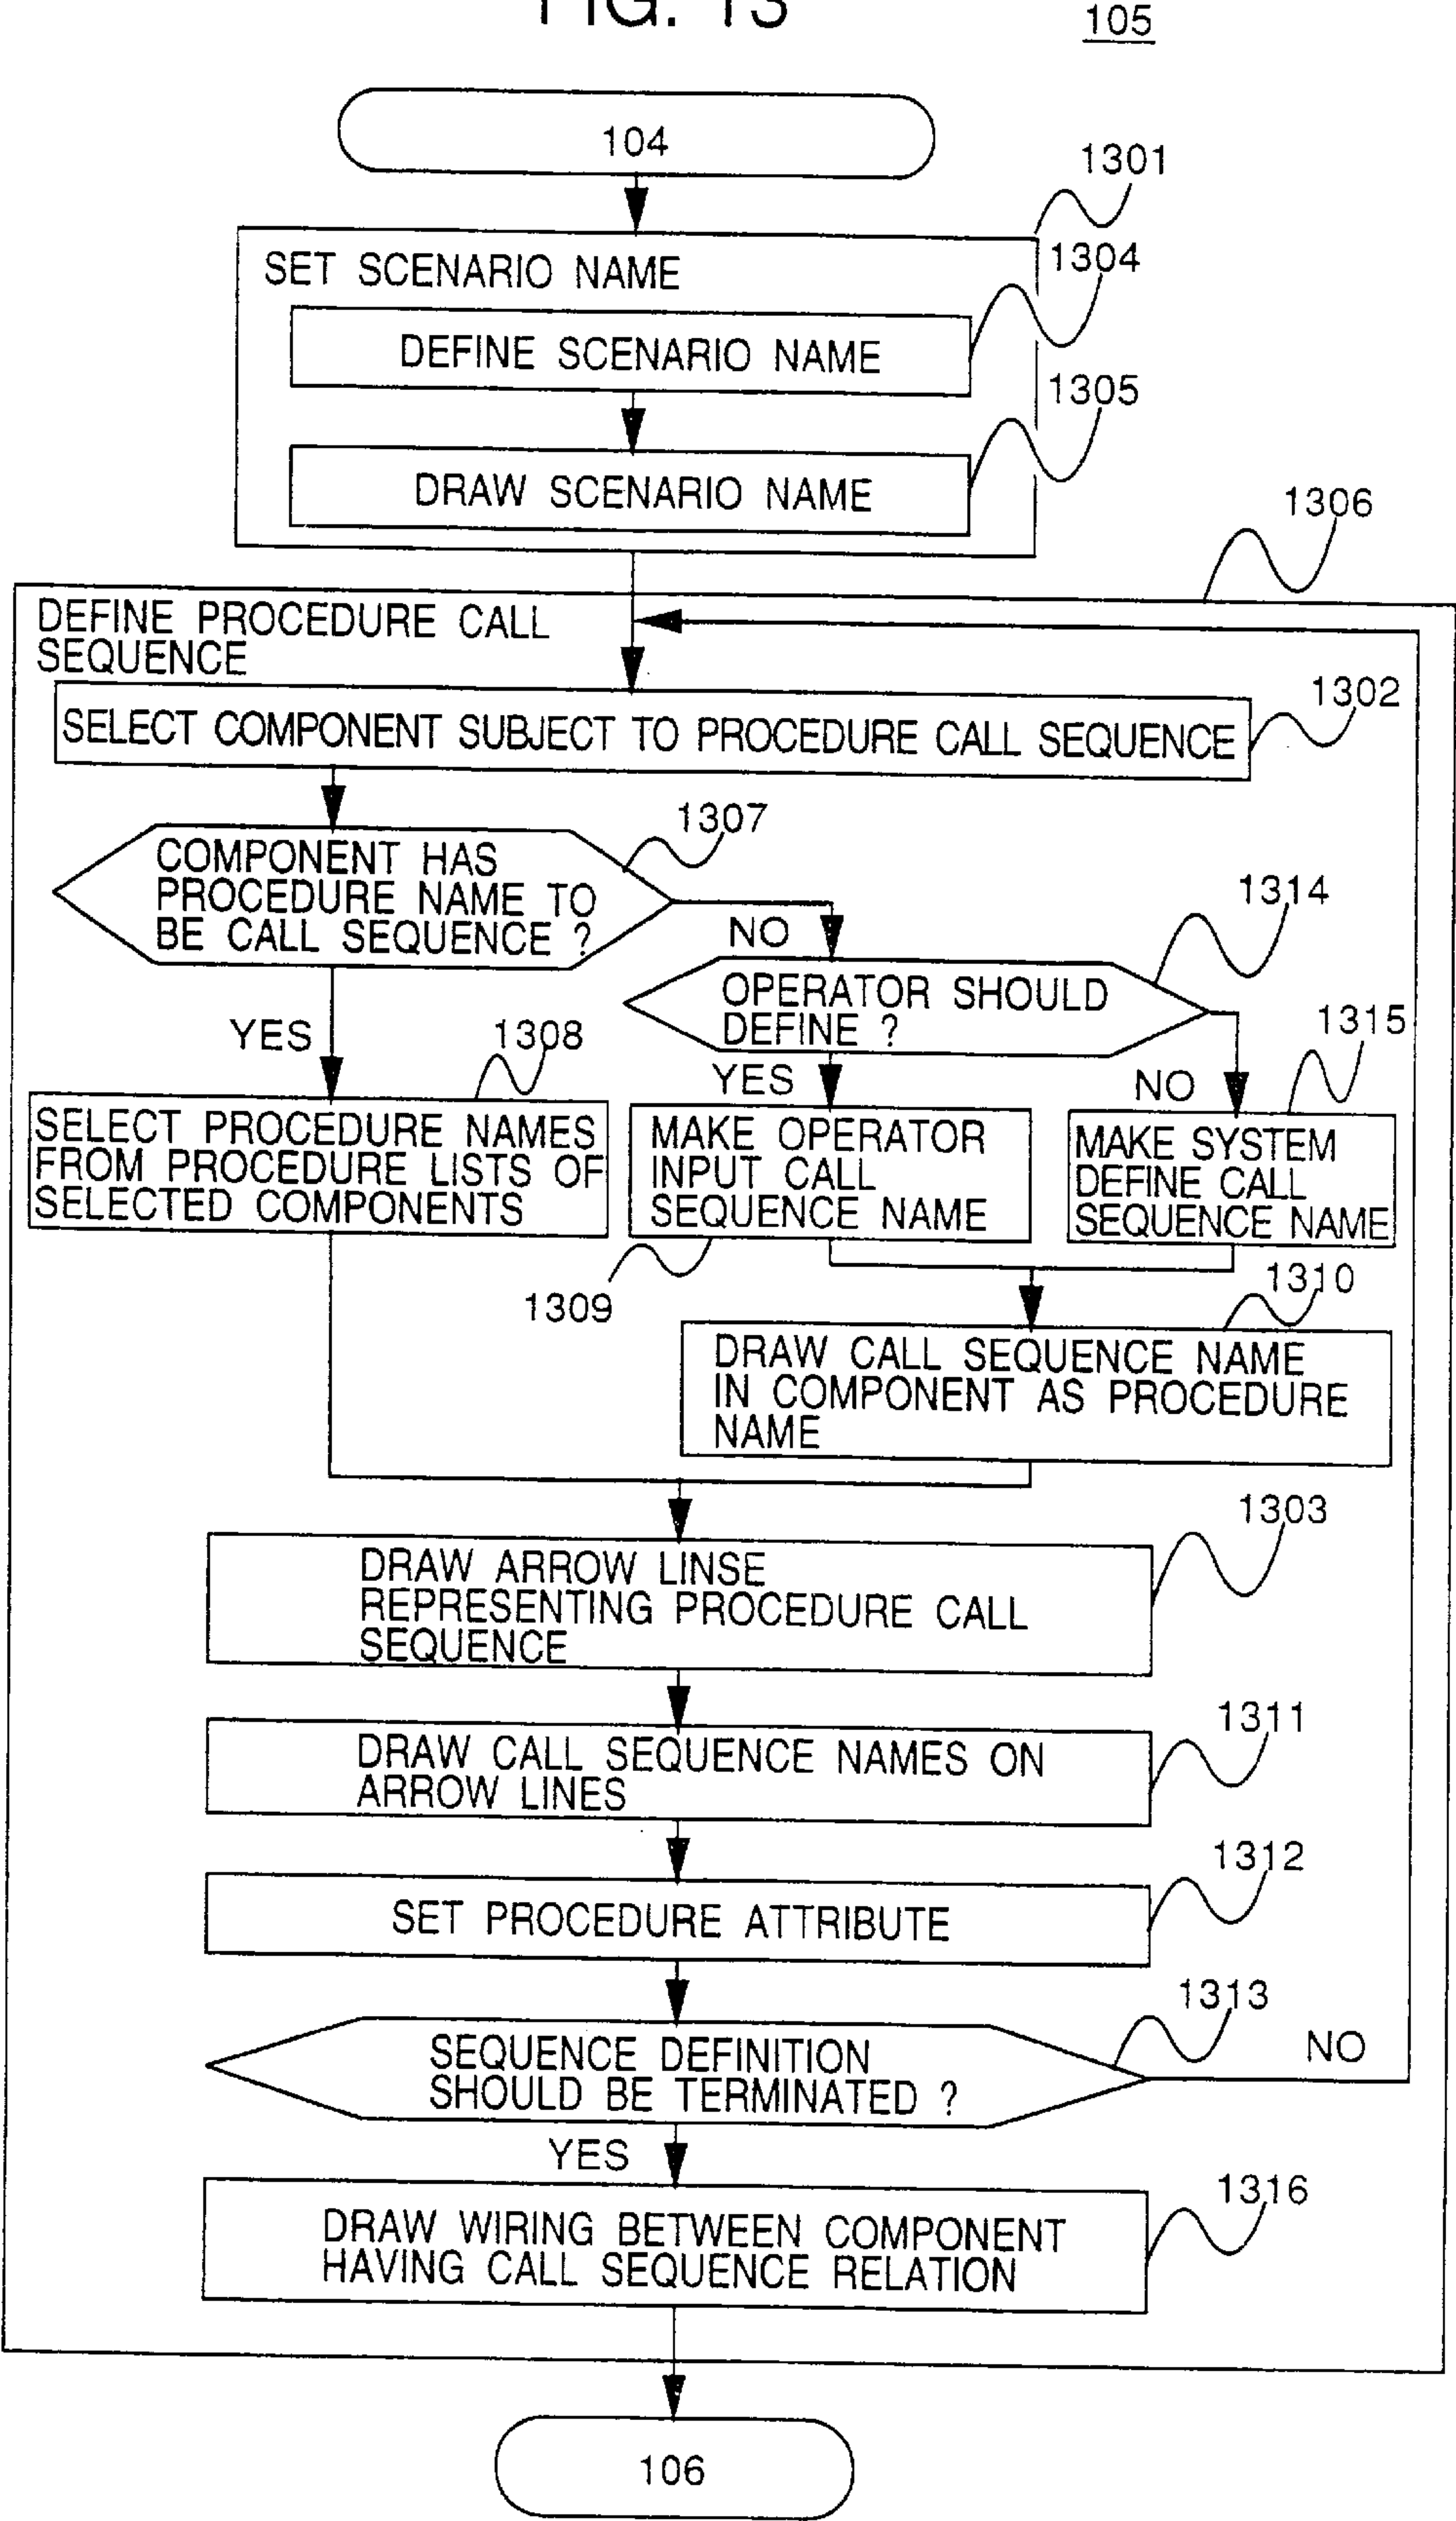 FIG. 13
105
104
1301
SET SCENARIO NAME
1304
DEFINE SCENARIO NAME
1305
DRAW SCENARIO NAME
1306
DEFINE PROCEDURE CALL
SEQUENCE
1302
SELECT COMPONENT SUBJECT TO PROCEDURE CALL SEQUENCE
1307
COMPONENT HAS
PROCEDURE NAME TO
BE CALL SEQUENCE ?
NO
1314
OPERATOR SHOULD
DEFINE ?
YES
1308
YES
NO
1315
SELECT PROCEDURE NAMES
FROM PROCEDURE LISTS OF
SELECTED COMPONENTS
MAKE OPERATOR
INPUT CALL
SEQUENCE NAME
MAKE SYSTEM
DEFINE CALL
SEQUENCE NAME
1309
1310
DRAW CALL SEQUENCE NAME
IN COMPONENT AS PROCEDURE
NAME
1303
DRAW ARROW LINSE
REPRESENTING PROCEDURE CALL
SEQUENCE
1311
DRAW CALL SEQUENCE NAMES ON
ARROW LINES
1312
SET PROCEDURE ATTRIBUTE
1313
SEQUENCE DEFINITION
SHOULD BE TERMINATED ?
NO
YES
1316
DRAW WIRING BETWEEN COMPONENT
HAVING CALL SEQUENCE RELATION
106